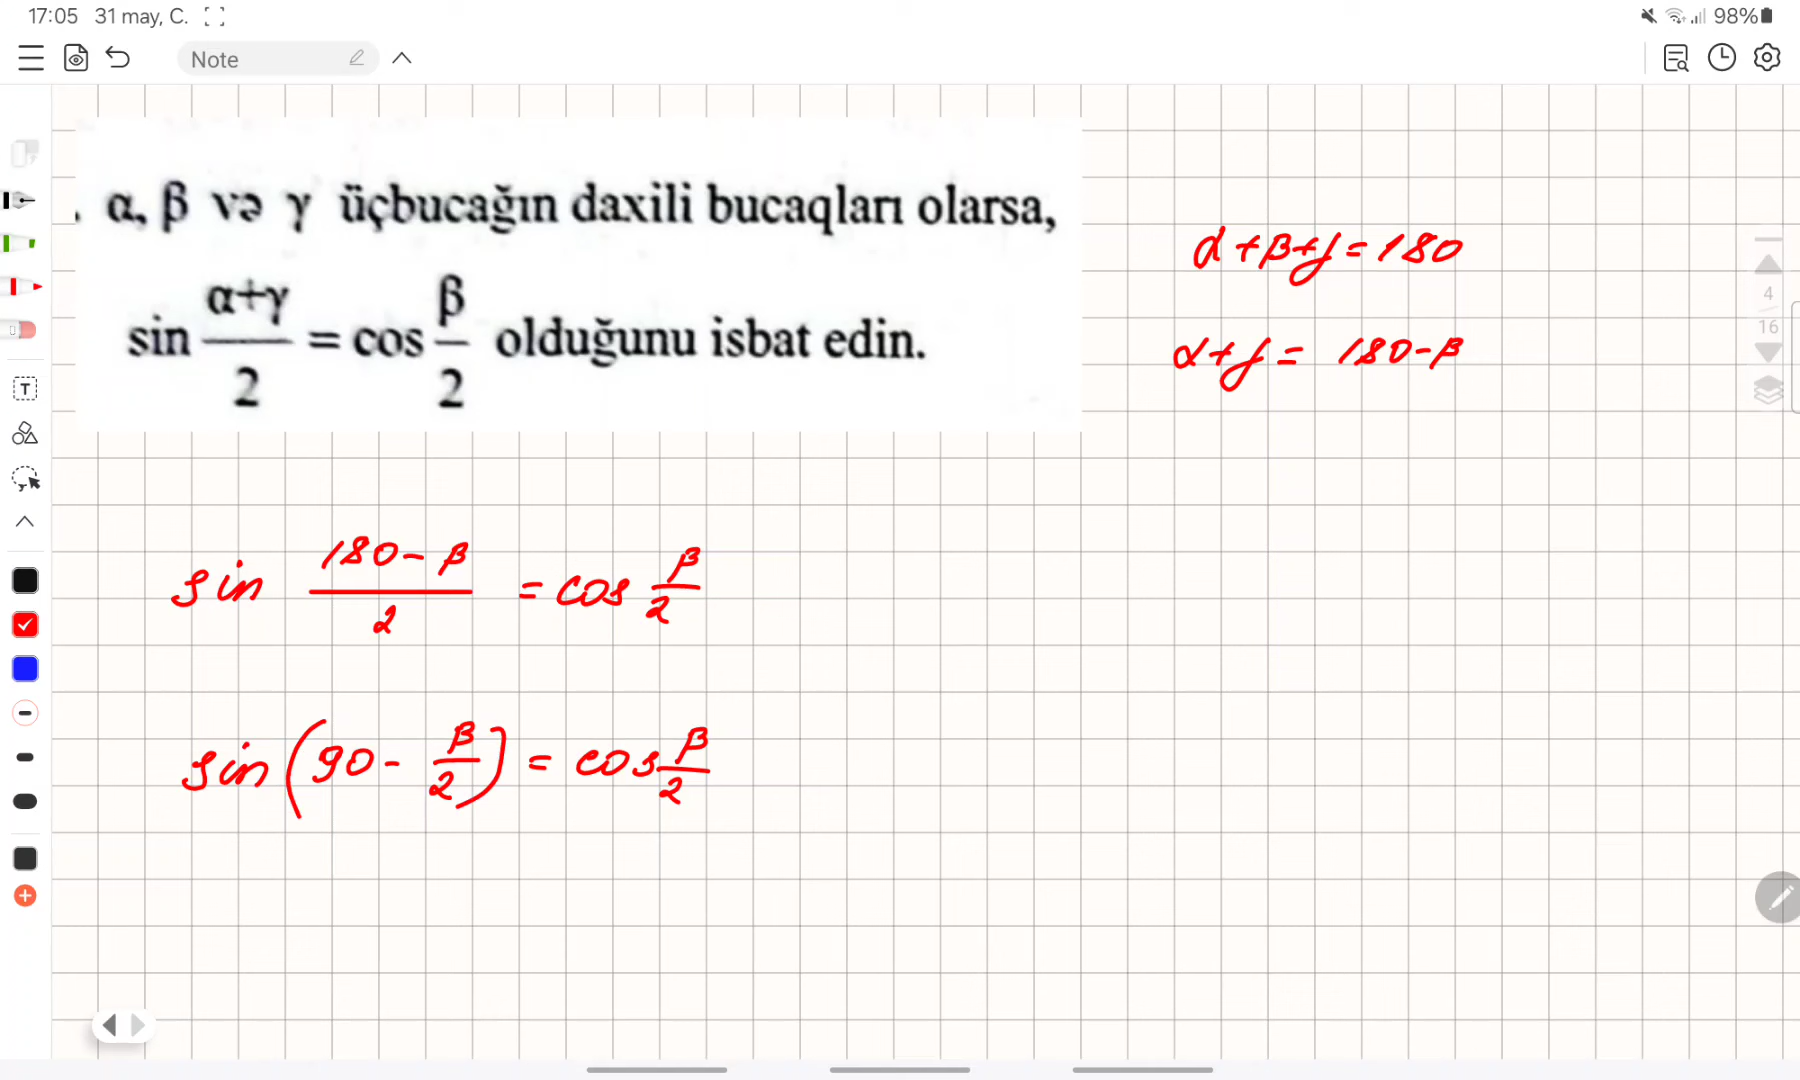 17:05 31 may, C. 98%
Note
α, β və γ üçbucağın daxili bucaqları olarsa,
sin (α+γ)/2 = cos β/2 olduğunu isbat edin.
α+β+γ=180
α+γ= 180-β
4
16
T
sin (180-β)/2 = cos β/2
sin(90- β/2) = cos β/2